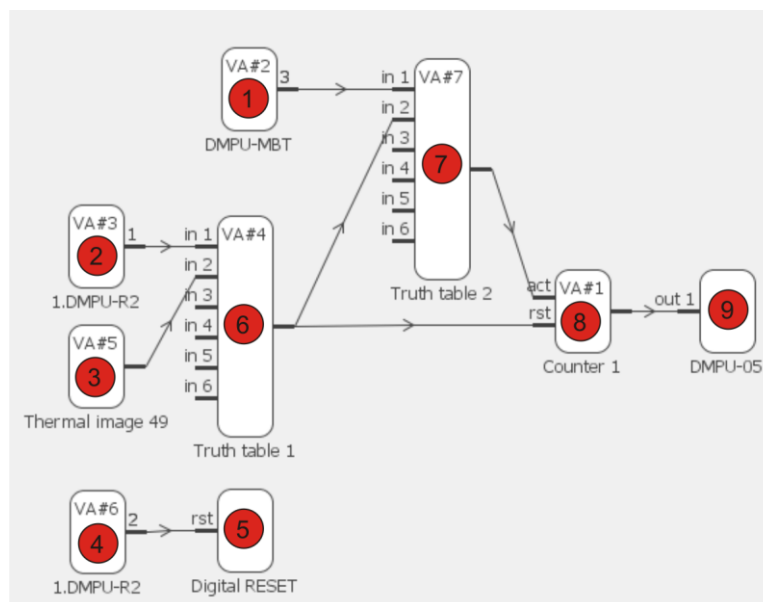 VA#2
3
1
DMPU-MBT
in 1
VA#7
in 2
in 3
in 4
in 5
in 6
7
Truth table 2
VA#3
1
2
1.DMPU-R2
VA#5
3
Thermal image 49
in 1
VA#4
in 2
in 3
in 4
in 5
in 6
6
Truth table 1
act
VA#1
rst
8
Counter 1
out 1
9
DMPU-05
VA#6
2
4
1.DMPU-R2
rst
5
Digital RESET